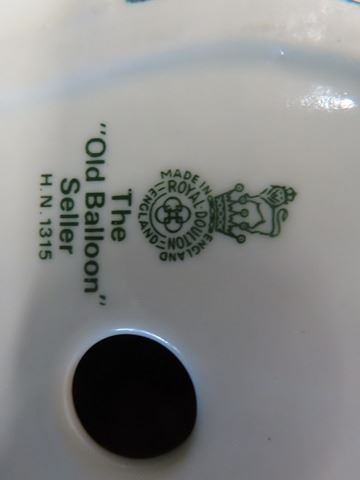 MADE IN ENGLAND
ROYAL·DOULTON
ENGLAND
The
"Old Balloon"
Seller
H.N.1315